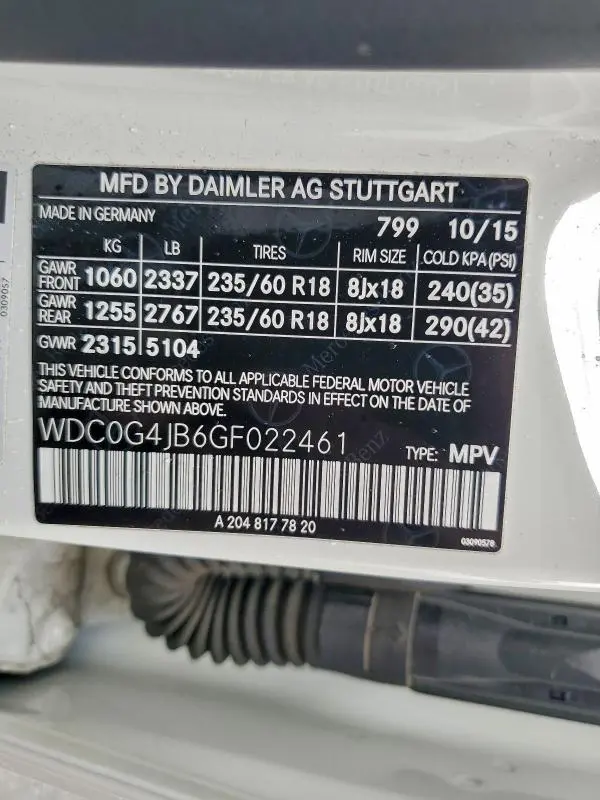 MFD BY DAIMLER AG STUTTGART
MADE IN GERMANY 799 10/15
KG LB TIRES RIM SIZE COLD KPA(PSI)
GAWR FRONT 1060 2337 235/60 R18 8Jx18 240(35)
GAWR REAR 1255 2767 235/60 R18 8Jx18 290(42)
GWR 2315 5104
THIS VEHICLE CONFORMS TO ALL APPLICABLE FEDERAL MOTOR VEHICLE
SAFETY AND THEFT PREVENTION STANDARDS IN EFFECT ON THE DATE OF
MANUFACTURE SHOWN ABOVE.
WDC0G4JB6GF022461 TYPE: MPV
A 204 817 78 20
03090578
0309057